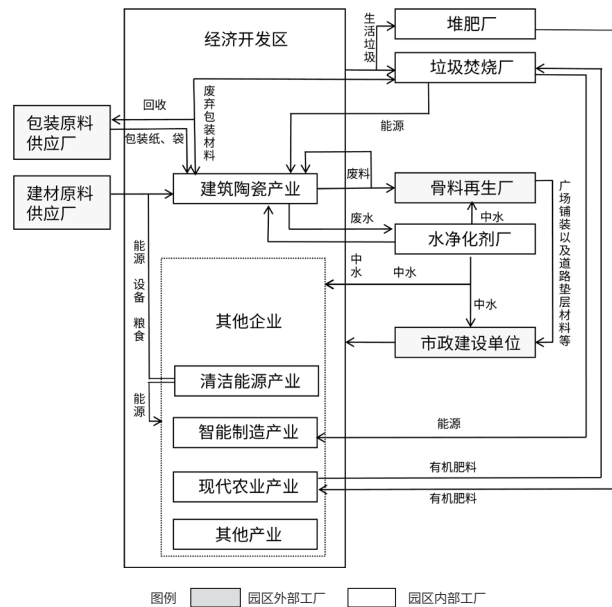 经济开发区
生活垃圾
堆肥厂
垃圾焚烧厂
回收
废弃包装材料
包装原料
供应厂
包装纸、袋
能源
建材原料
供应厂
建筑陶瓷产业
废料
骨料再生厂
广场铺装以及道路垫层材料等
废水
中水
水净化剂厂
能源
设备
粮食
中水
中水
其他企业
中水
市政建设单位
清洁能源产业
能源
智能制造产业
能源
有机肥料
现代农业产业
有机肥料
其他产业
图例
园区外部工厂
园区内部工厂